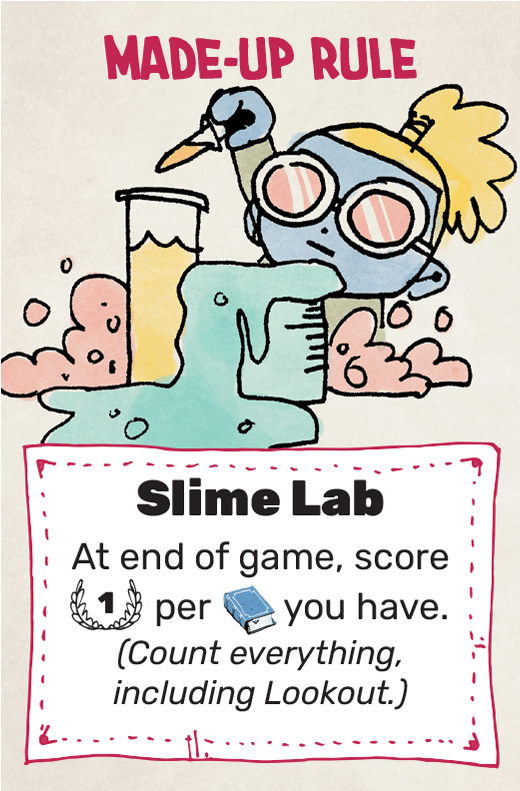 MADE-UP RULE
Slime Lab
At end of game, score
1 per you have.
(Count everything,
including Lookout.)